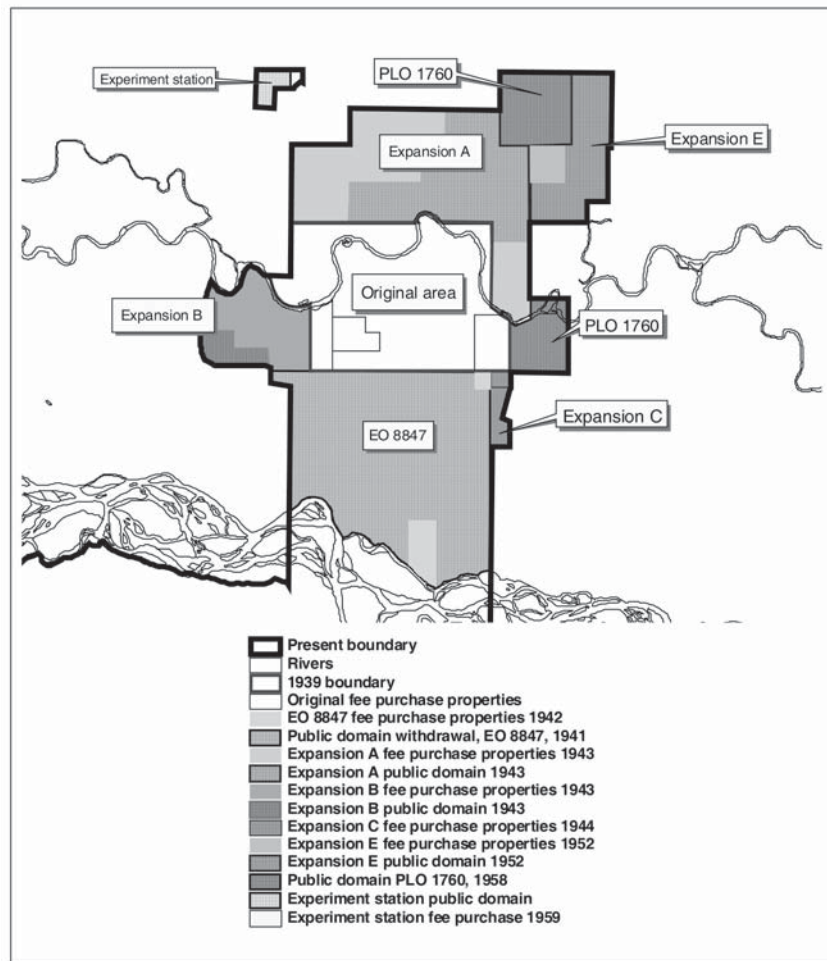 Experiment station
PLO 1760
Expansion A
Expansion E
Original area
Expansion B
PLO 1760
Expansion C
EO 8847
Present boundary
Rivers
1939 boundary
Original fee purchase properties
EO 8847 fee purchase properties 1942
Public domain withdrawal, EO 8847, 1941
Expansion A fee purchase properties 1943
Expansion A public domain 1943
Expansion B fee purchase properties 1943
Expansion B public domain 1943
Expansion C fee purchase properties 1944
Expansion E fee purchase properties 1952
Expansion E public domain 1952
Public domain PLO 1760, 1958
Experiment station public domain
Experiment station fee purchase 1959